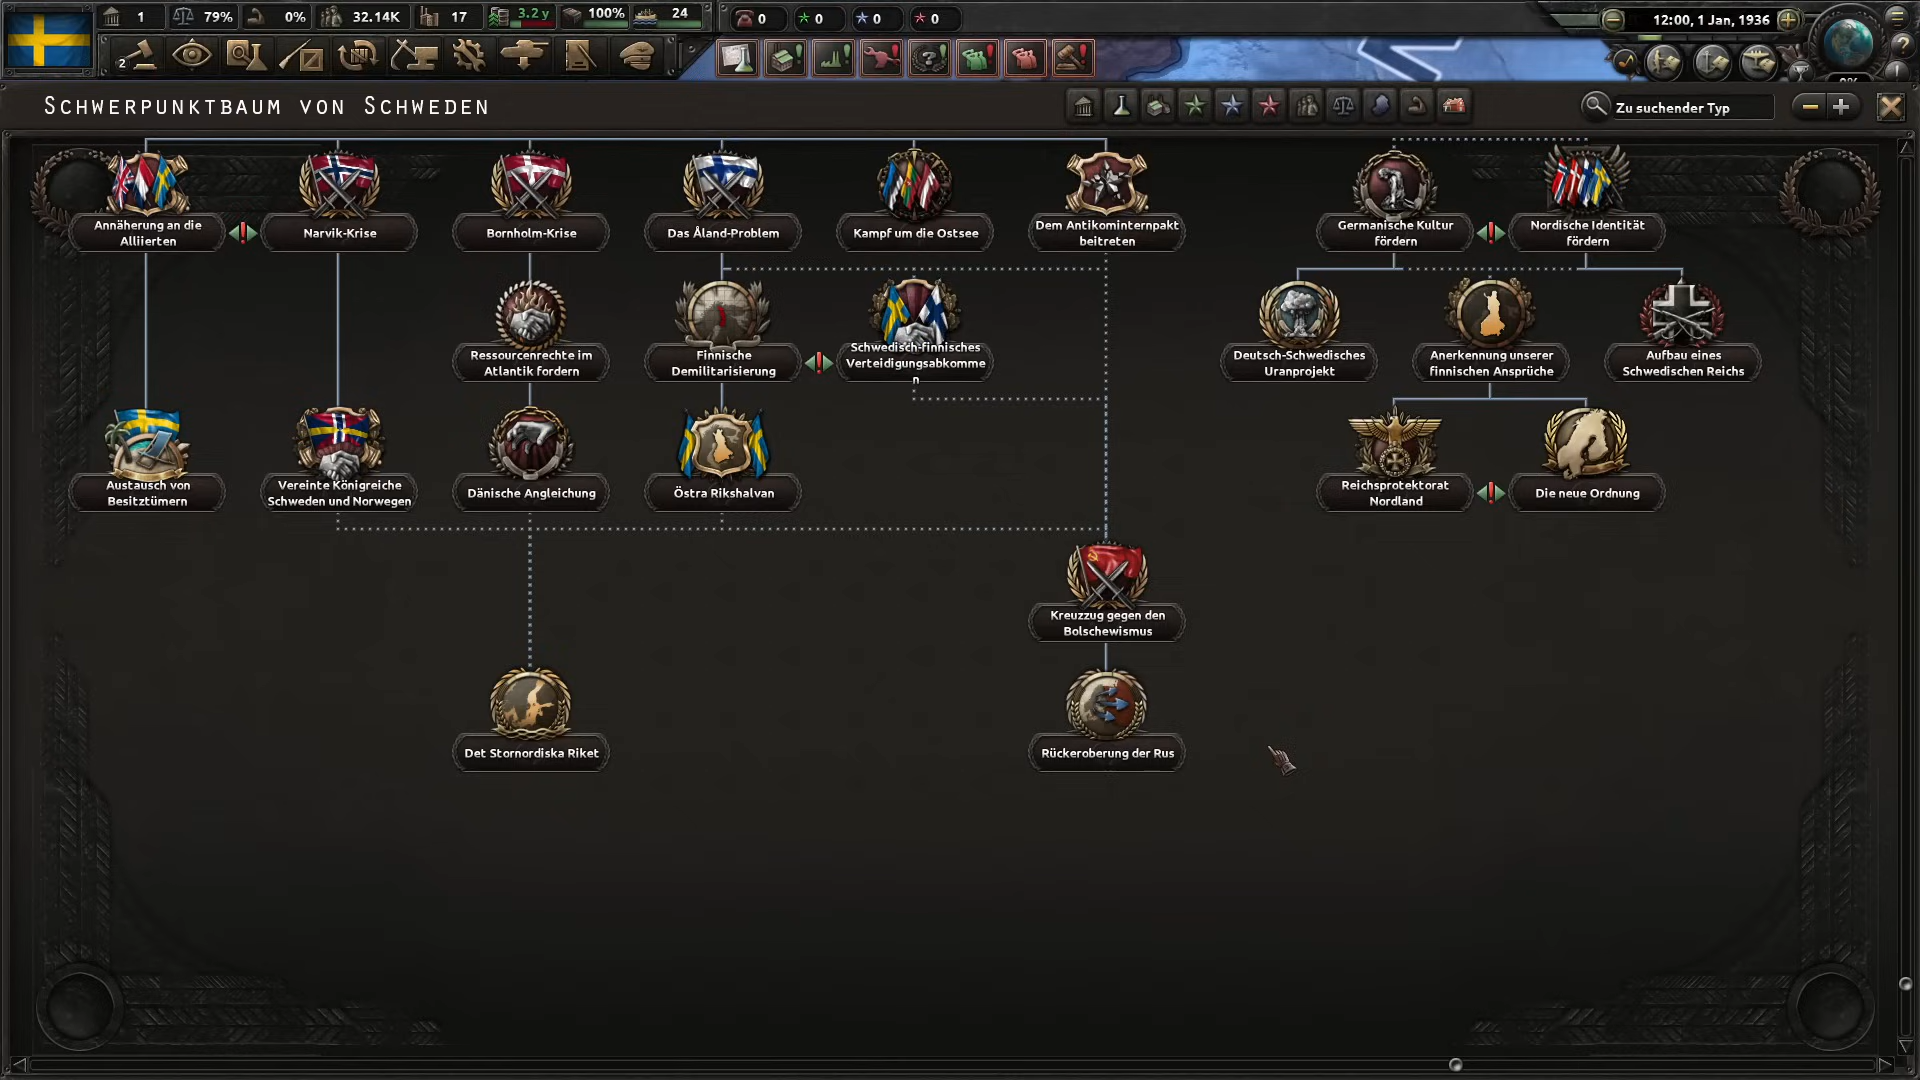 1
79%
0%
32.14K
17
3.2 y
100%
24
0
0
0
0
12:00, 1 Jan, 1936
2
Schwerpunktbaum von Schweden
Zu suchender Typ
Annäherung an die
Alliierten
Narvik-Krise
Bornholm-Krise
Das Åland-Problem
Kampf um die Ostsee
Dem Antikominternpakt
beitreten
Germanische Kultur
fördern
Nordische Identität
fördern
Ressourcenrechte im
Atlantik fordern
Finnische
Demilitarisierung
Schwedisch-finnisches
Verteidigungsabkomme
n
Deutsch-Schwedisches
Uranprojekt
Anerkennung unserer
finnischen Ansprüche
Aufbau eines
Schwedischen Reichs
Austausch von
Besitztümern
Vereinte Königreiche
Schweden und Norwegen
Dänische Angleichung
Östra Rikshalvan
Reichsprotektorat
Nordland
Die neue Ordnung
Kreuzzug gegen den
Bolschewismus
Det Stornordiska Riket
Rückeroberung der Rus